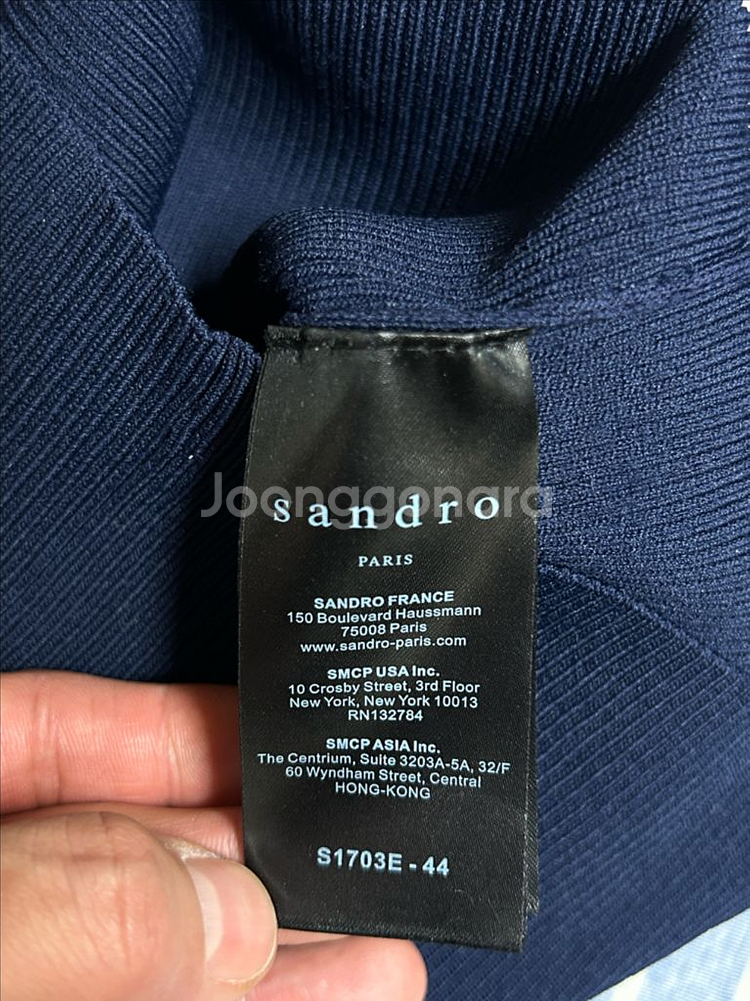 Joonggonara
sandro
PARIS
SANDRO FRANCE
150 Boulevard Haussmann
75008 Paris
www.sandro-paris.com
SMCP USA Inc.
10 Crosby Street, 3rd Floor
New York, New York 10013
RN132784
SMCP ASIA Inc.
The Centrium, Suite 3203A-5A, 32/F
60 Wyndham Street, Central
HONG-KONG
S1703E - 44